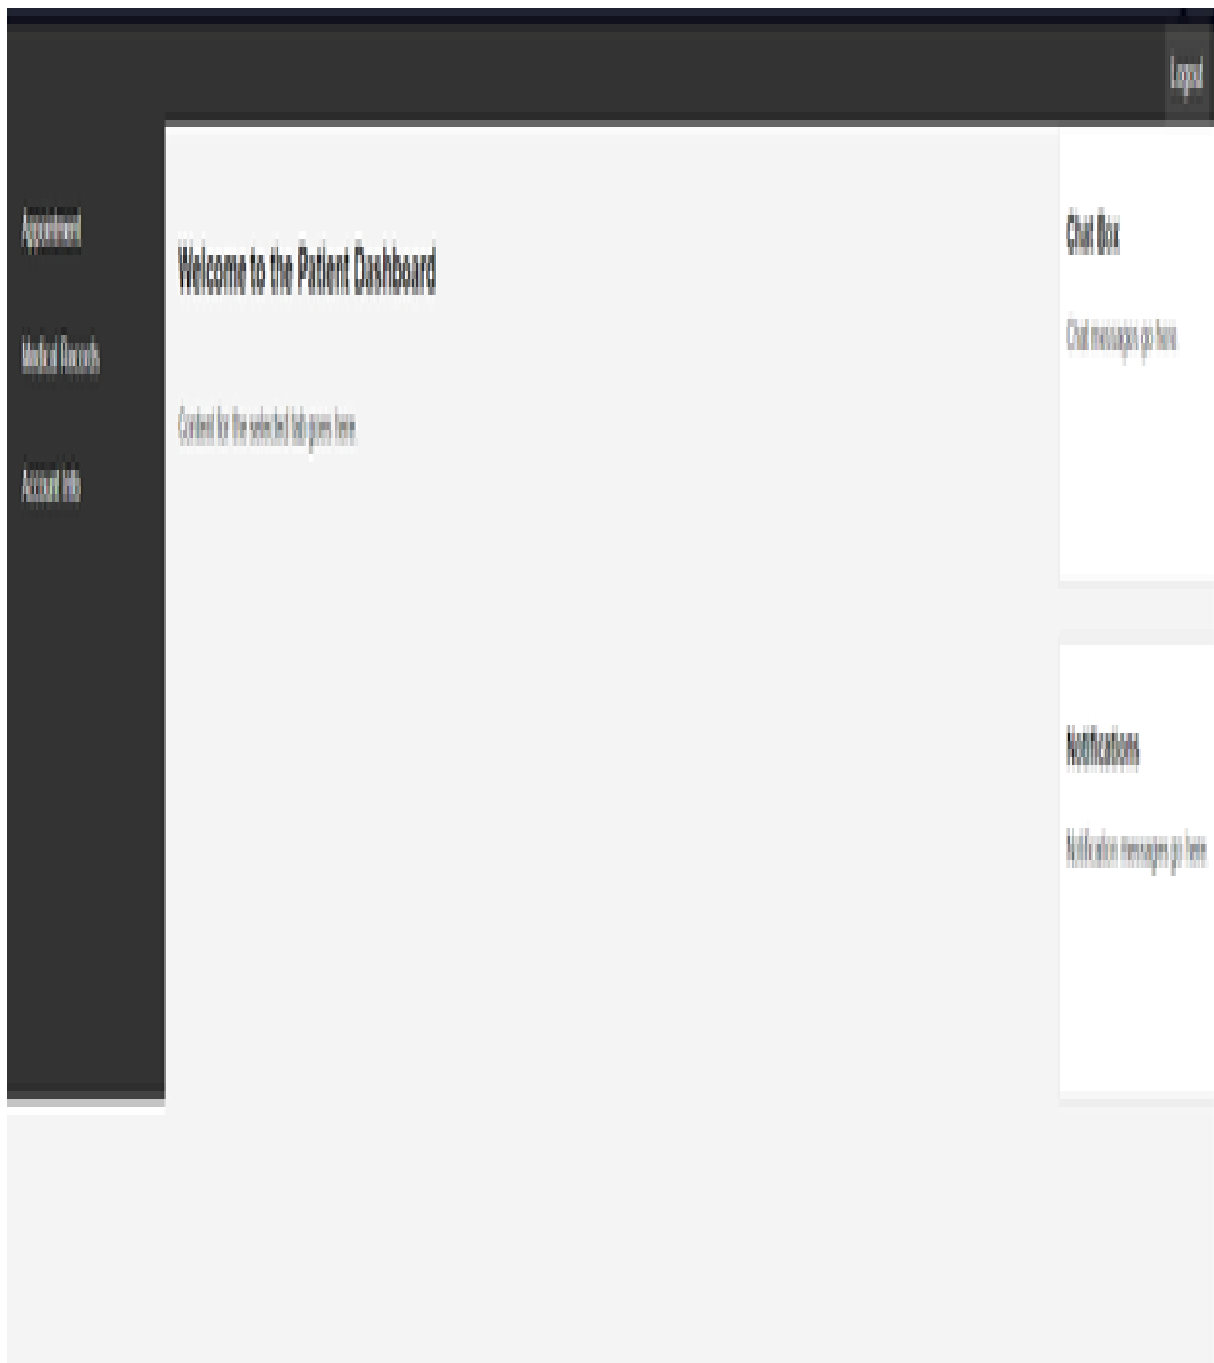 Logout
Appointment
Medical Records
Account Info
Welcome to the Patient Dashboard
Content for the selected tab goes here.
Chat Box
Chat messages go here.
Notifications
Notification messages go here.